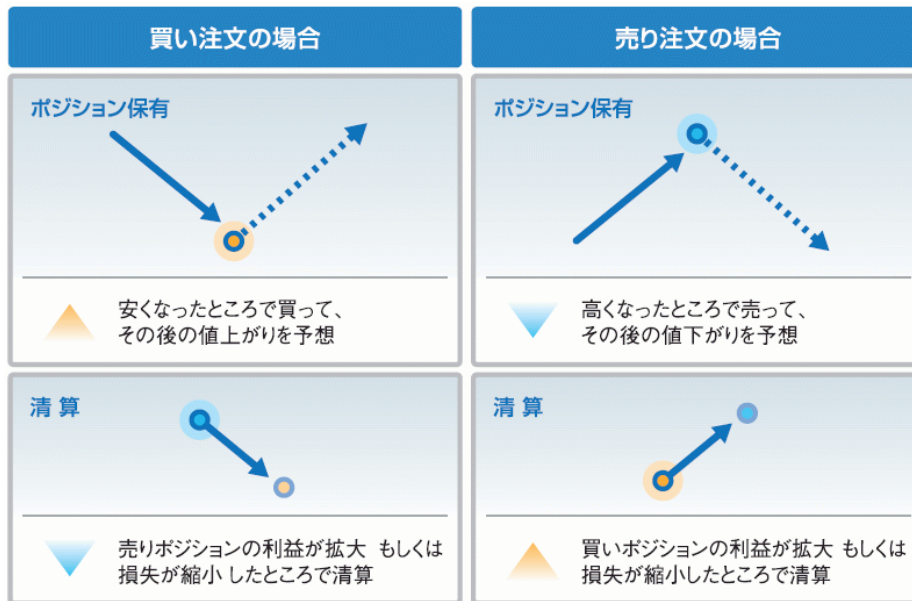 買い注文の場合
売り注文の場合
ポジション保有
安くなったところで買って、
その後の値上がりを予想
ポジション保有
高くなったところで売って、
その後の値下がりを予想
清 算
売りポジションの利益が拡大 もしくは
損失が縮小 したところで清算
清 算
買いポジションの利益が拡大 もしくは
損失が縮小したところで清算